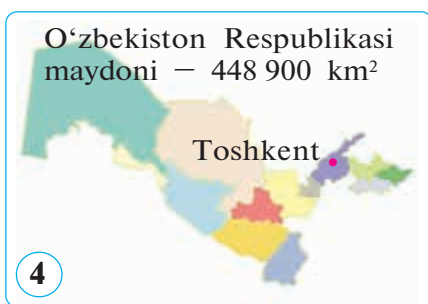 O‘zbekiston Respublikasi
maydoni — 448 900 km²
Toshkent
4